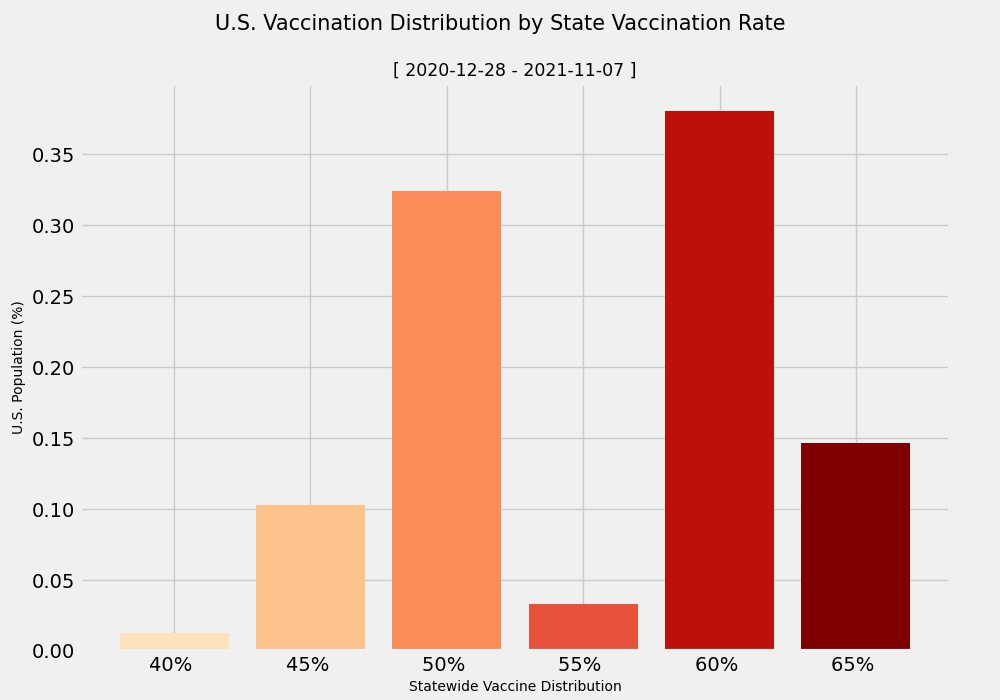 U.S. Vaccination Distribution by State Vaccination Rate
[ 2020-12-28 - 2021-11-07 ]
U.S. Population (%)
0.35
0.30
0.25
0.20
0.15
0.10
0.05
0.00
40% 45% 50% 55% 60% 65%
Statewide Vaccine Distribution